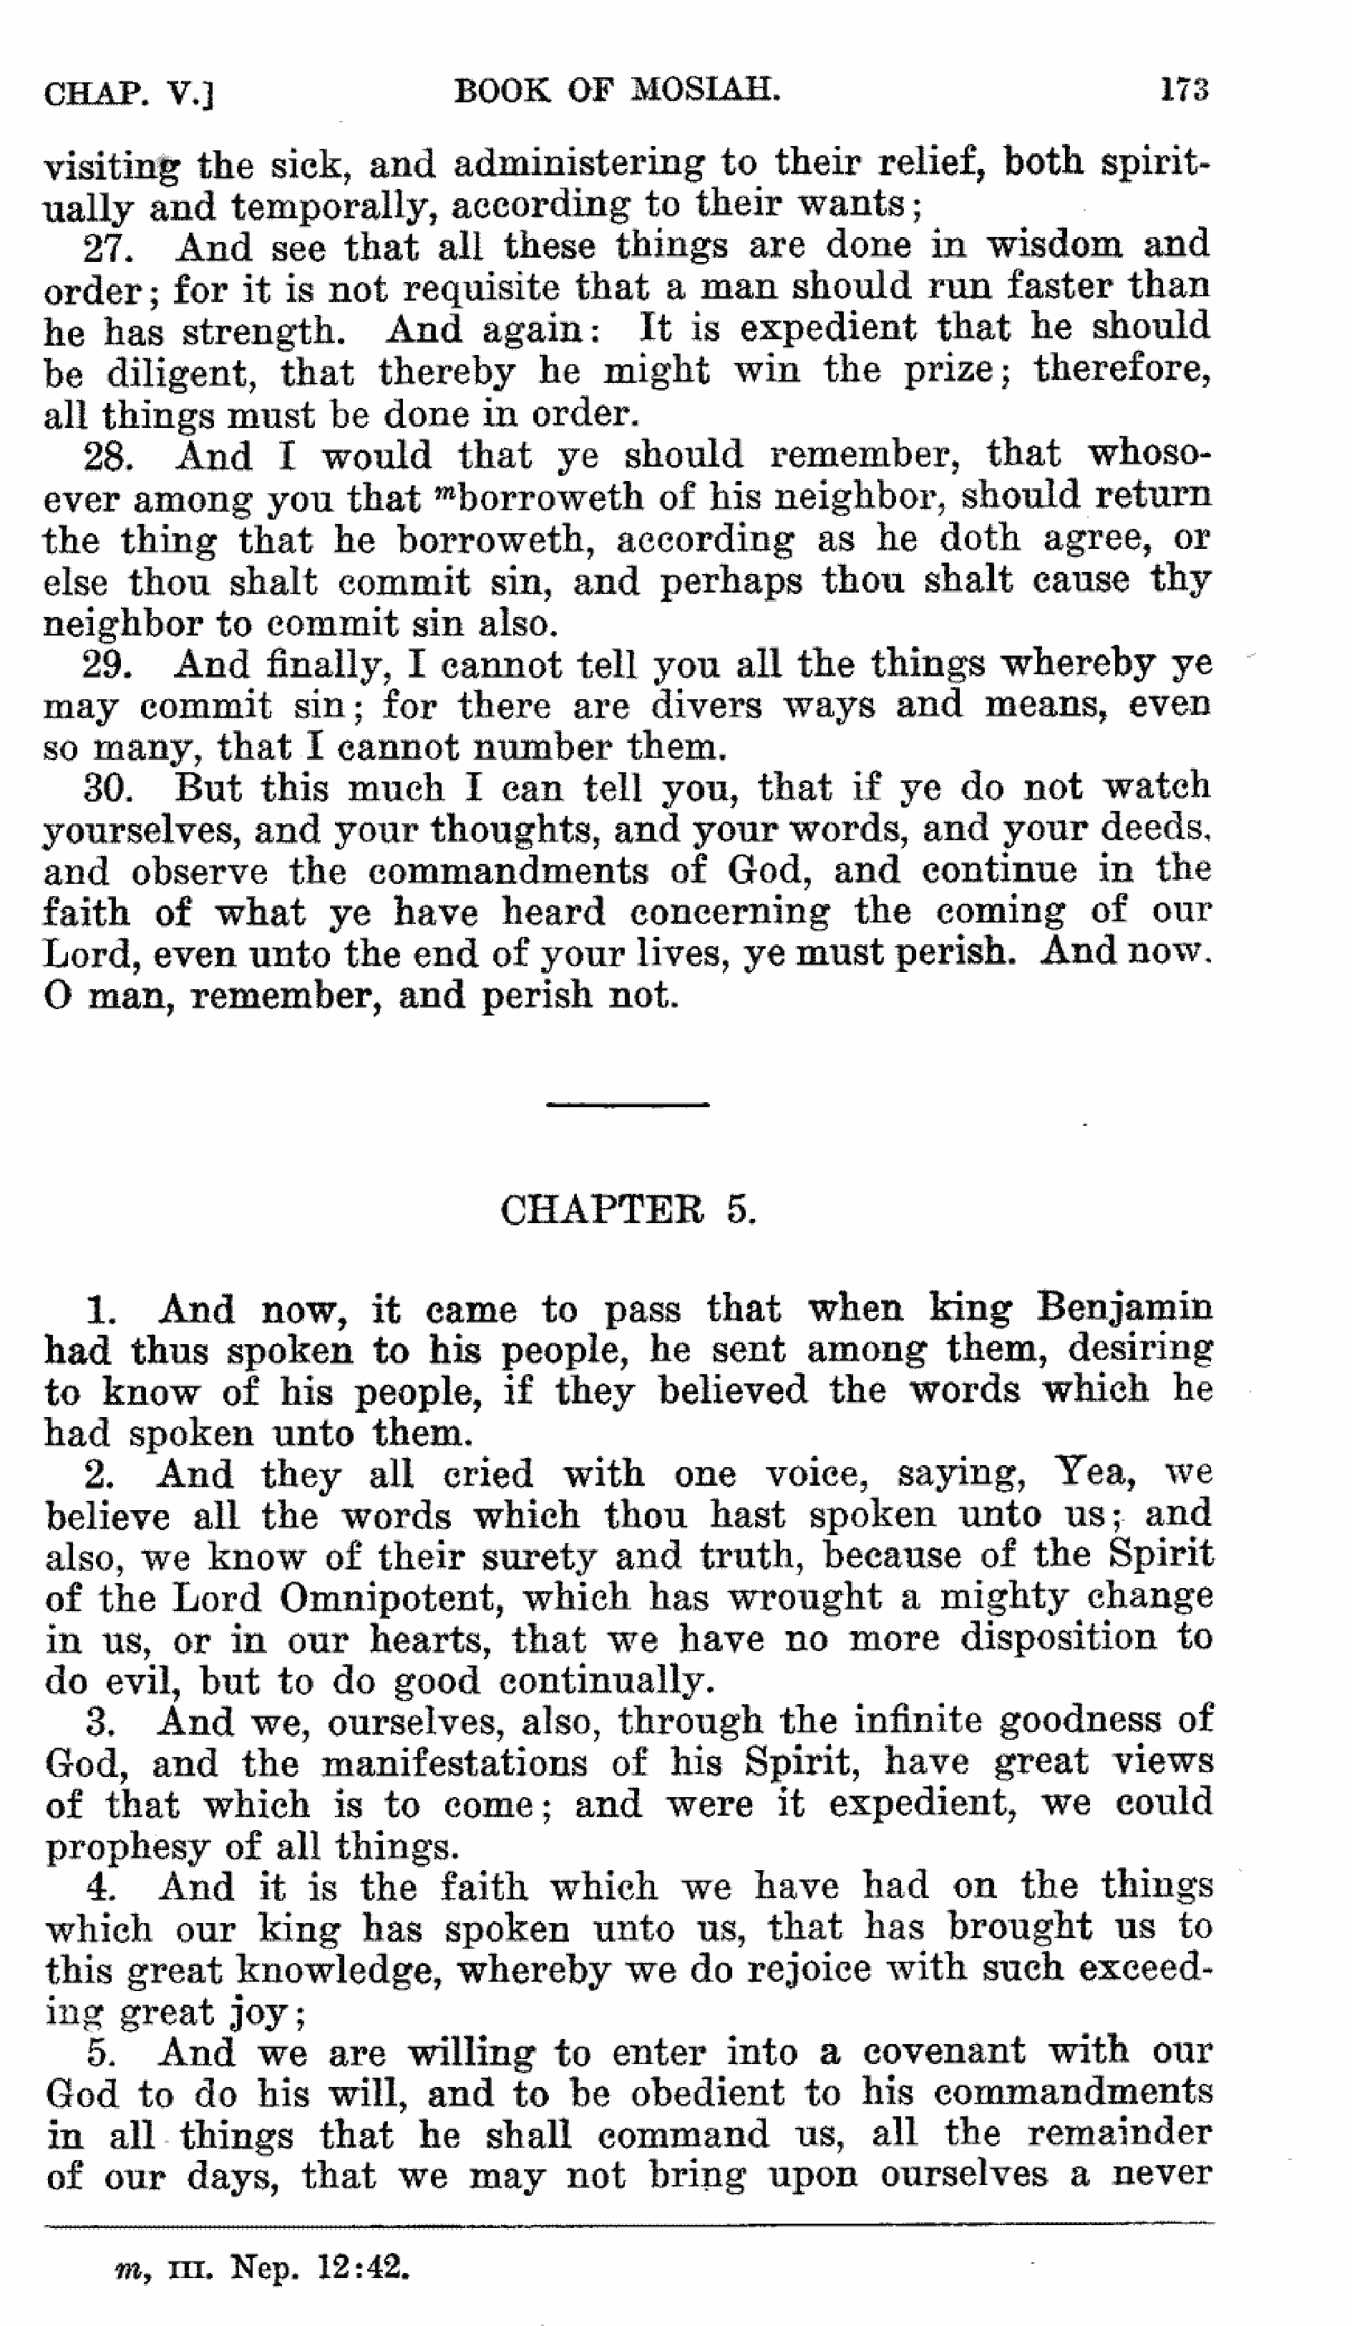 CHAP. V.] BOOK OF MOSIAH. 173
visiting the sick, and administering to their relief, both spirit-
ually and temporally, according to their wants;
27. And see that all these things are done in wisdom and
order; for it is not requisite that a man should run faster than
he has strength. And again: It is expedient that he should
be diligent, that thereby he might win the prize; therefore,
all things must be done in order.
28. And I would that ye should remember, that whoso-
ever among you that mborroweth of his neighbor, should return
the thing that he borroweth, according as he doth agree, or
else thou shalt commit sin, and perhaps thou shalt cause thy
neighbor to commit sin also.
29. And finally, I cannot tell you all the things whereby ye
may commit sin; for there are divers ways and means, even
so many, that I cannot number them.
30. But this much I can tell you, that if ye do not watch
yourselves, and your thoughts, and your words, and your deeds,
and observe the commandments of God, and continue in the
faith of what ye have heard concerning the coming of our
Lord, even unto the end of your lives, ye must perish. And now.
O man, remember, and perish not.
CHAPTER 5.
1. And now, it came to pass that when king Benjamin
had thus spoken to his people, he sent among them, desiring
to know of his people, if they believed the words which he
had spoken unto them.
2. And they all cried with one voice, saying, Yea, we
believe all the words which thou hast spoken unto us; and
also, we know of their surety and truth, because of the Spirit
of the Lord Omnipotent, which has wrought a mighty change
in us, or in our hearts, that we have no more disposition to
do evil, but to do good continually.
3. And we, ourselves, also, through the infinite goodness of
God, and the manifestations of his Spirit, have great views
of that which is to come; and were it expedient, we could
prophesy of all things.
4. And it is the faith which we have had on the things
which our king has spoken unto us, that has brought us to
this great knowledge, whereby we do rejoice with such exceed-
ing great joy;
5. And we are willing to enter into a covenant with our
God to do his will, and to be obedient to his commandments
in all things that he shall command us, all the remainder
of our days, that we may not bring upon ourselves a never
m, III. Nep. 12:42.